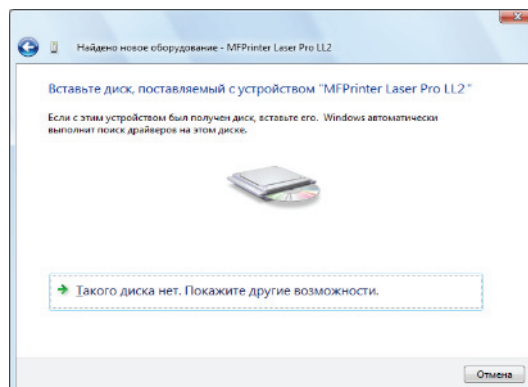 Найдено новое оборудование - MFPrinter Laser Pro LL2
Вставьте диск, поставляемый с устройством "MFPrinter Laser Pro LL2"
Если с этим устройством был получен диск, вставьте его. Windows автоматически
выполнит поиск драйверов на этом диске.
Такого диска нет. Покажите другие возможности.
Отмена